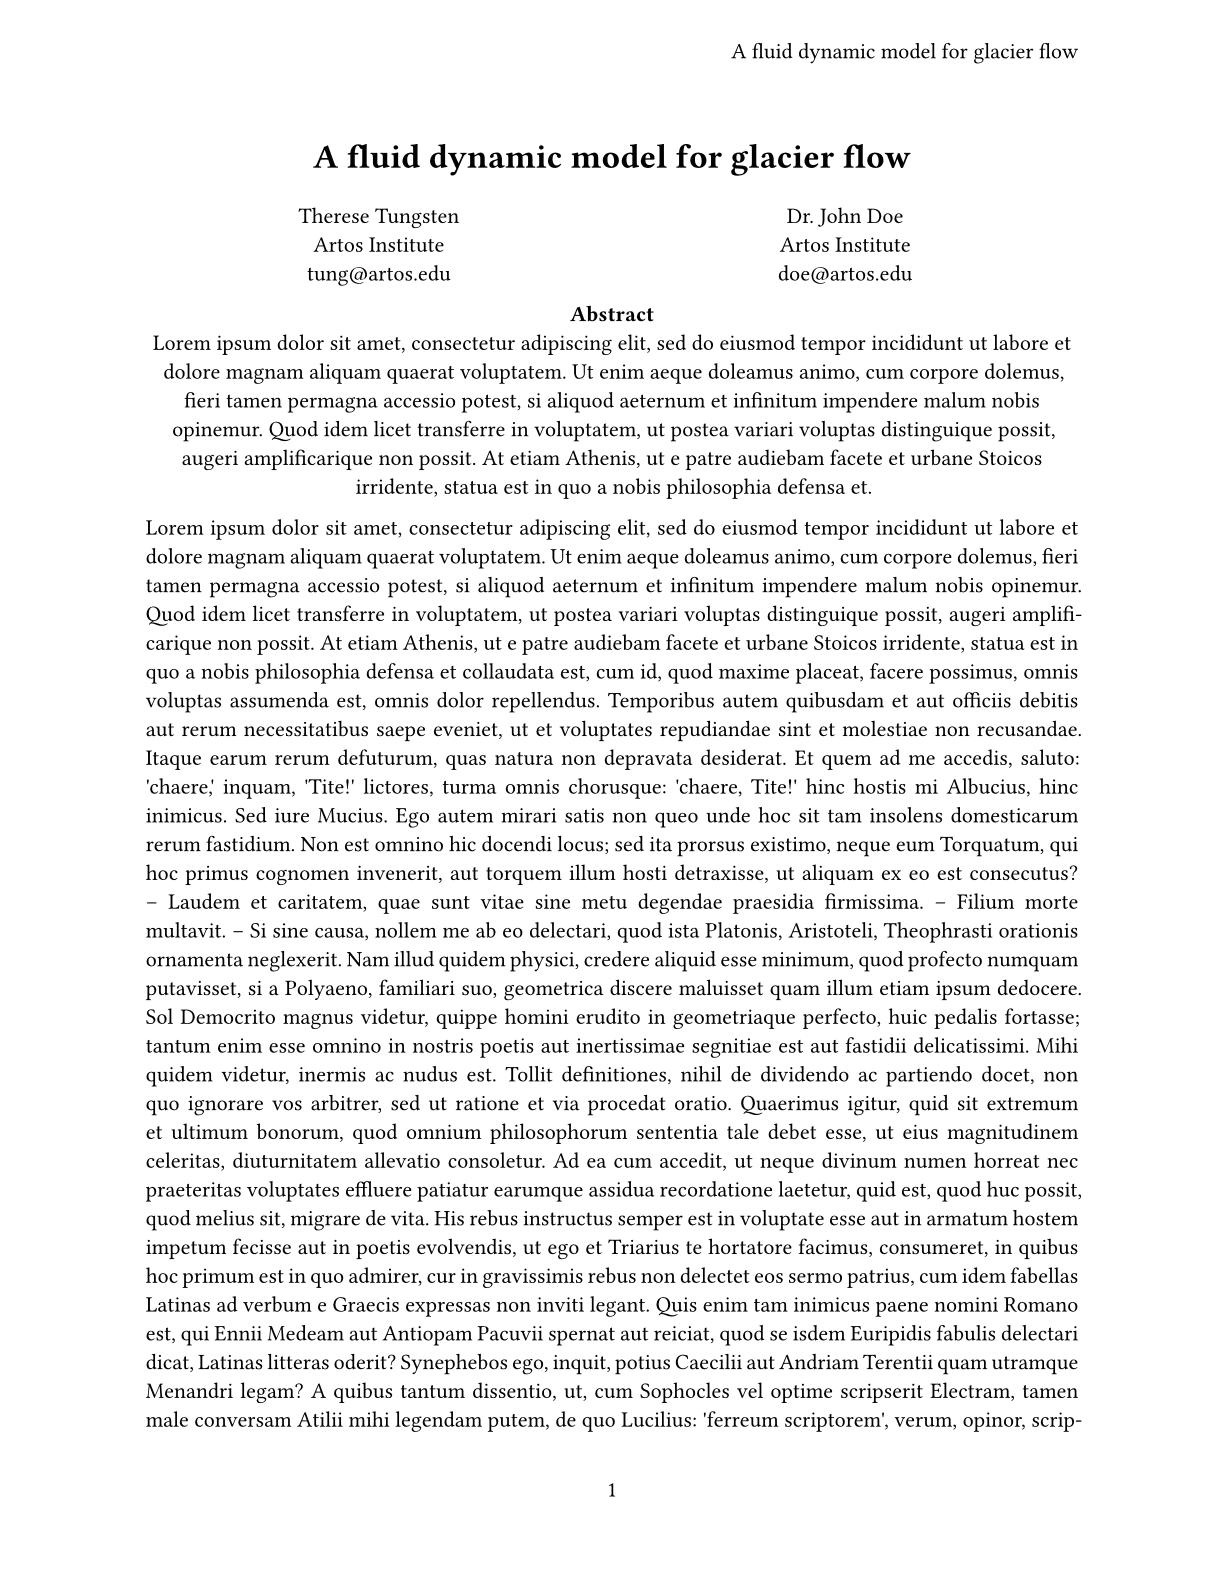 A fluid dynamic model for glacier flow
A fluid dynamic model for glacier flow
Therese Tungsten
Artos Institute
tung@artos.edu
Dr. John Doe
Artos Institute
doe@artos.edu
Abstract
Lorem ipsum dolor sit amet, consectetur adipiscing elit, sed do eiusmod tempor incididunt ut labore et
dolore magnam aliquam quaerat voluptatem. Ut enim aeque doleamus animo, cum corpore dolemus,
fieri tamen permagna accessio potest, si aliquod aeternum et infinitum impendere malum nobis
opinemur. Quod idem licet transferre in voluptatem, ut postea variari voluptas distinguique possit,
augeri amplificarique non possit. At etiam Athenis, ut e patre audiebam facete et urbane Stoicos
irridente, statua est in quo a nobis philosophia defensa et.
Lorem ipsum dolor sit amet, consectetur adipiscing elit, sed do eiusmod tempor incididunt ut labore et
dolore magnam aliquam quaerat voluptatem. Ut enim aeque doleamus animo, cum corpore dolemus, fieri
tamen permagna accessio potest, si aliquod aeternum et infinitum impendere malum nobis opinemur.
Quod idem licet transferre in voluptatem, ut postea variari voluptas distinguique possit, augeri amplifi-
carique non possit. At etiam Athenis, ut e patre audiebam facete et urbane Stoicos irridente, statua est in
quo a nobis philosophia defensa et collaudata est, cum id, quod maxime placeat, facere possimus, omnis
voluptas assumenda est, omnis dolor repellendus. Temporibus autem quibusdam et aut officiis debitis
aut rerum necessitatibus saepe eveniet, ut et voluptates repudiandae sint et molestiae non recusandae.
Itaque earum rerum defuturum, quas natura non depravata desiderat. Et quem ad me accedis, saluto:
'chaere,' inquam, 'Tite!' lictores, turma omnis chorusque: 'chaere, Tite!' hinc hostis mi Albucius, hinc
inimicus. Sed iure Mucius. Ego autem mirari satis non queo unde hoc sit tam insolens domesticarum
rerum fastidium. Non est omnino hic docendi locus; sed ita prorsus existimo, neque eum Torquatum, qui
hoc primus cognomen invenerit, aut torquem illum hosti detraxisse, ut aliquam ex eo est consecutus?
– Laudem et caritatem, quae sunt vitae sine metu degendae praesidia firmissima. – Filium morte
multavit. – Si sine causa, nollem me ab eo delectari, quod ista Platonis, Aristoteli, Theophrasti orationis
ornamenta neglexerit. Nam illud quidem physici, credere aliquid esse minimum, quod profecto numquam
putavisset, si a Polyaeno, familiari suo, geometrica discere maluisset quam illum etiam ipsum dedocere.
Sol Democrito magnus videtur, quippe homini erudito in geometriaque perfecto, huic pedalis fortasse;
tantum enim esse omnino in nostris poetis aut inertissimae segnitiae est aut fastidii delicatissimi. Mihi
quidem videtur, inermis ac nudus est. Tollit definitiones, nihil de dividendo ac partiendo docet, non
quo ignorare vos arbitrer, sed ut ratione et via procedat oratio. Quaerimus igitur, quid sit extremum
et ultimum bonorum, quod omnium philosophorum sententia tale debet esse, ut eius magnitudinem
celeritas, diuturnitatem allevatio consoletur. Ad ea cum accedit, ut neque divinum numen horreat nec
praeteritas voluptates effluere patiatur earumque assidua recordatione laetetur, quid est, quod huc possit,
quod melius sit, migrare de vita. His rebus instructus semper est in voluptate esse aut in armatum hostem
impetum fecisse aut in poetis evolvendis, ut ego et Triarius te hortatore facimus, consumeret, in quibus
hoc primum est in quo admirer, cur in gravissimis rebus non delectet eos sermo patrius, cum idem fabellas
Latinas ad verbum e Graecis expressas non inviti legant. Quis enim tam inimicus paene nomini Romano
est, qui Ennii Medeam aut Antiopam Pacuvii spernat aut reiciat, quod se isdem Euripidis fabulis delectari
dicat, Latinas litteras oderit? Synephebos ego, inquit, potius Caecilii aut Andriam Terentii quam utramque
Menandri legam? A quibus tantum dissentio, ut, cum Sophocles vel optime scripserit Electram, tamen
male conversam Atilii mihi legendam putem, de quo Lucilius: 'ferreum scriptorem', verum, opinor, scrip-
1